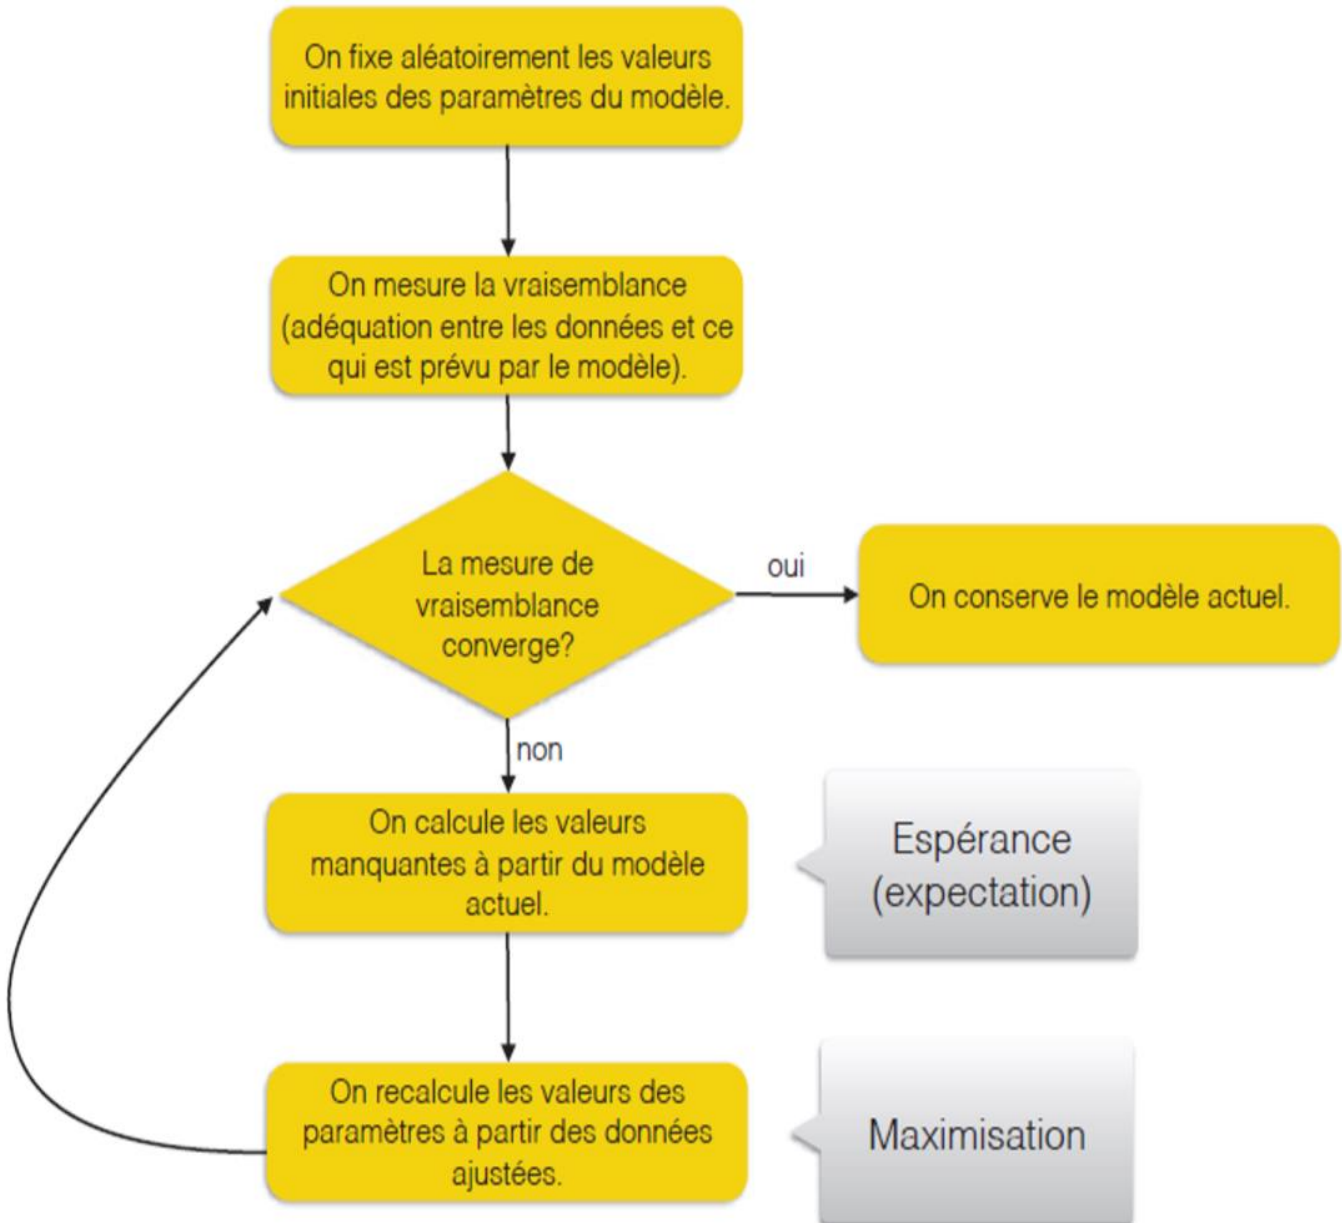 On fixe aléatoirement les valeurs
initiales des paramètres du modèle.
On mesure la vraisemblance
(adéquation entre les données et ce
qui est prévu par le modèle).
La mesure de
vraisemblance
converge?
oui
On conserve le modèle actuel.
non
On calcule les valeurs
manquantes à partir du modèle
actuel.
Espérance
(expectation)
On recalcule les valeurs des
paramètres à partir des données
ajustées.
Maximisation